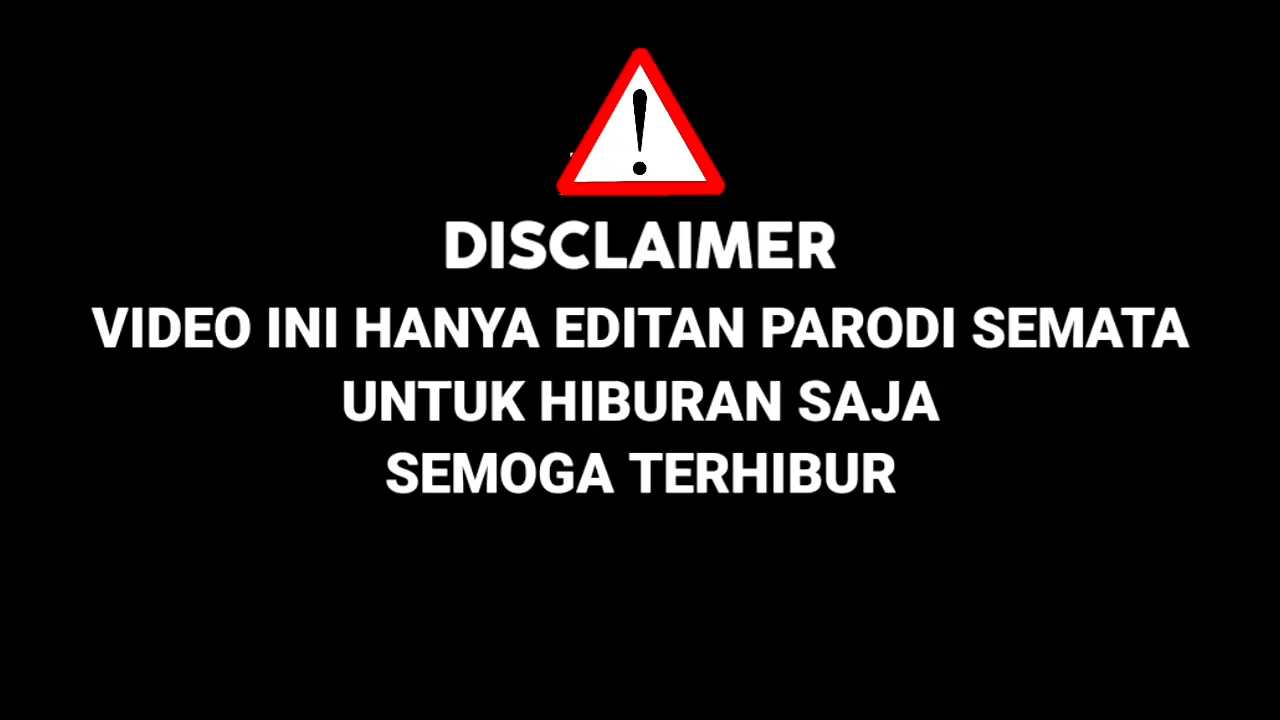 DISCLAIMER
VIDEO INI HANYA EDITAN PARODI SEMATA
UNTUK HIBURAN SAJA
SEMOGA TERHIBUR